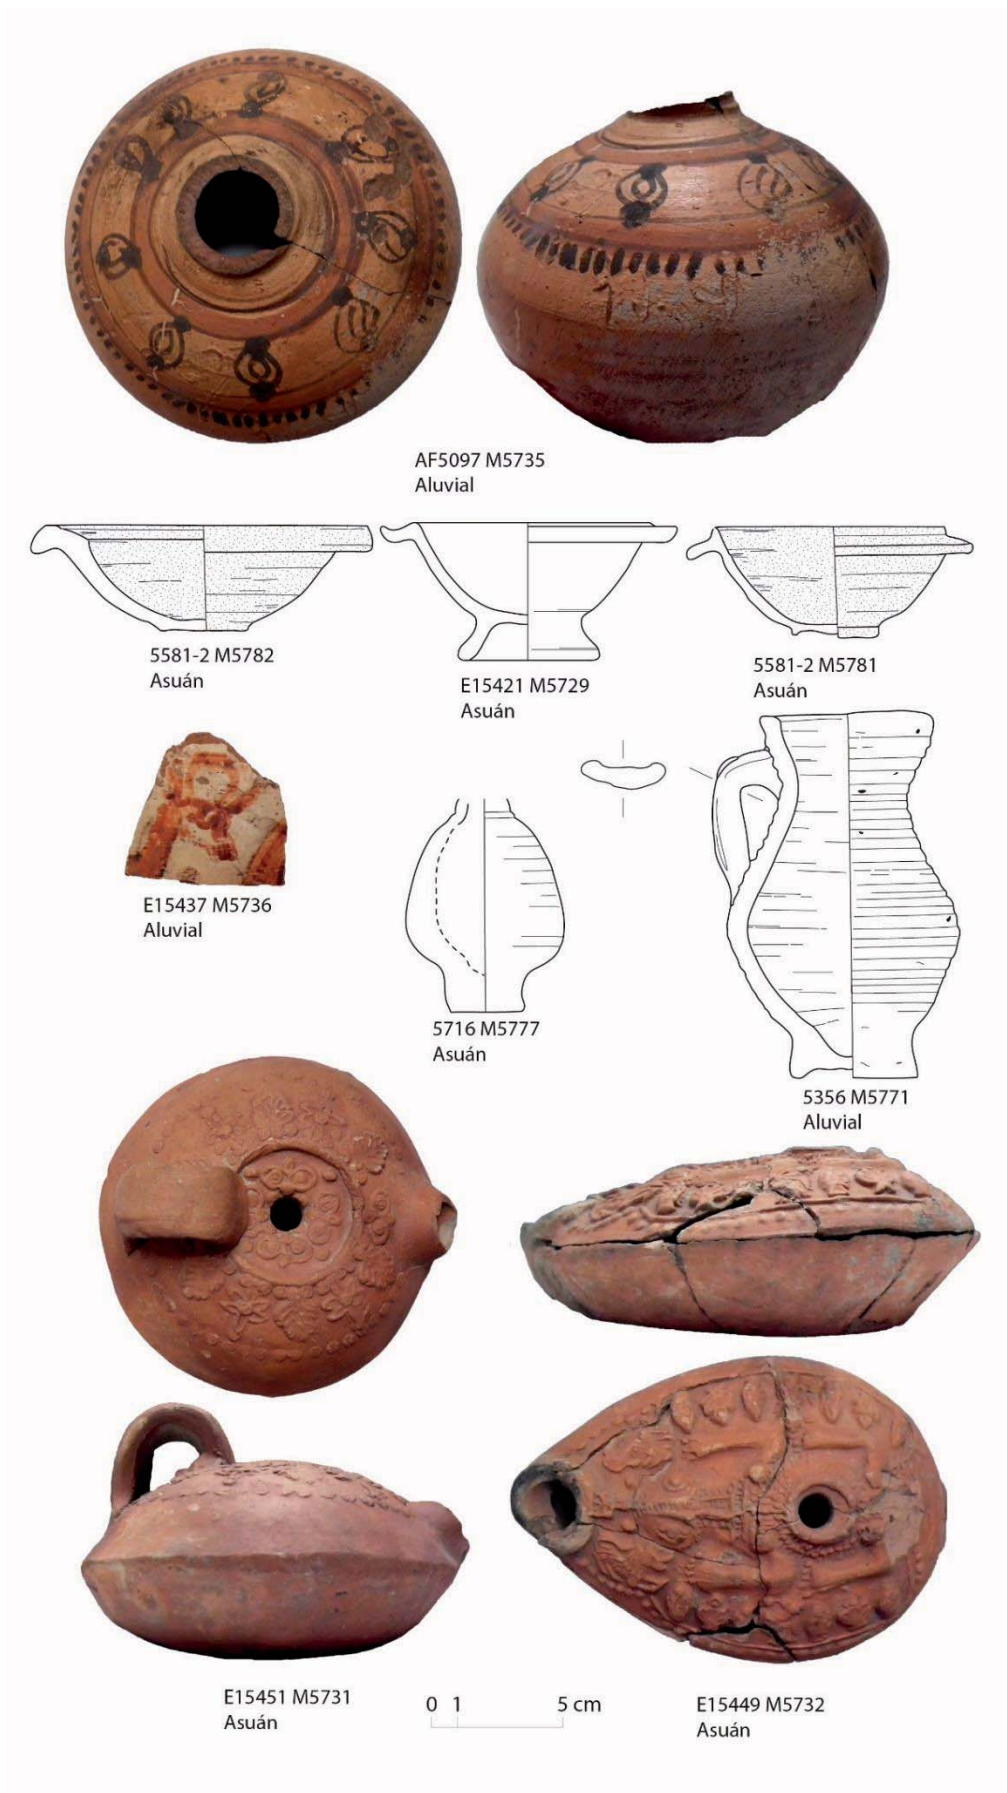 AF5097 M5735
Aluvial
5581-2 M5782
Asuán
E15421 M5729
Asuán
5581-2 M5781
Asuán
E15437 M5736
Aluvial
5716 M5777
Asuán
5356 M5771
Aluvial
E15451 M5731
Asuán
0 1 5 cm
E15449 M5732
Asuán